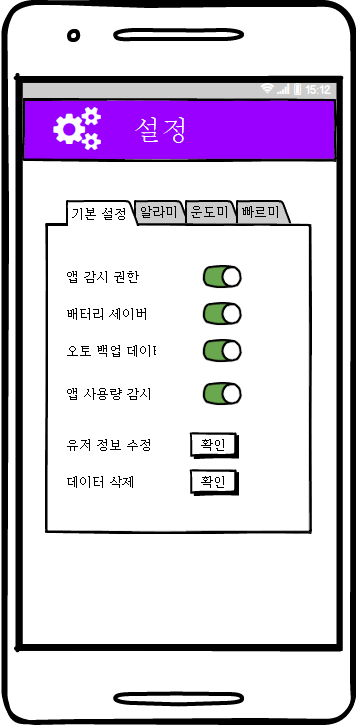 15:12
설정
기본 설정 알라미 운도미 빠르미
앱 감시 권한
배터리 세이버
오토 백업 데이터
앱 사용량 감시
유저 정보 수정 확인
데이터 삭제 확인